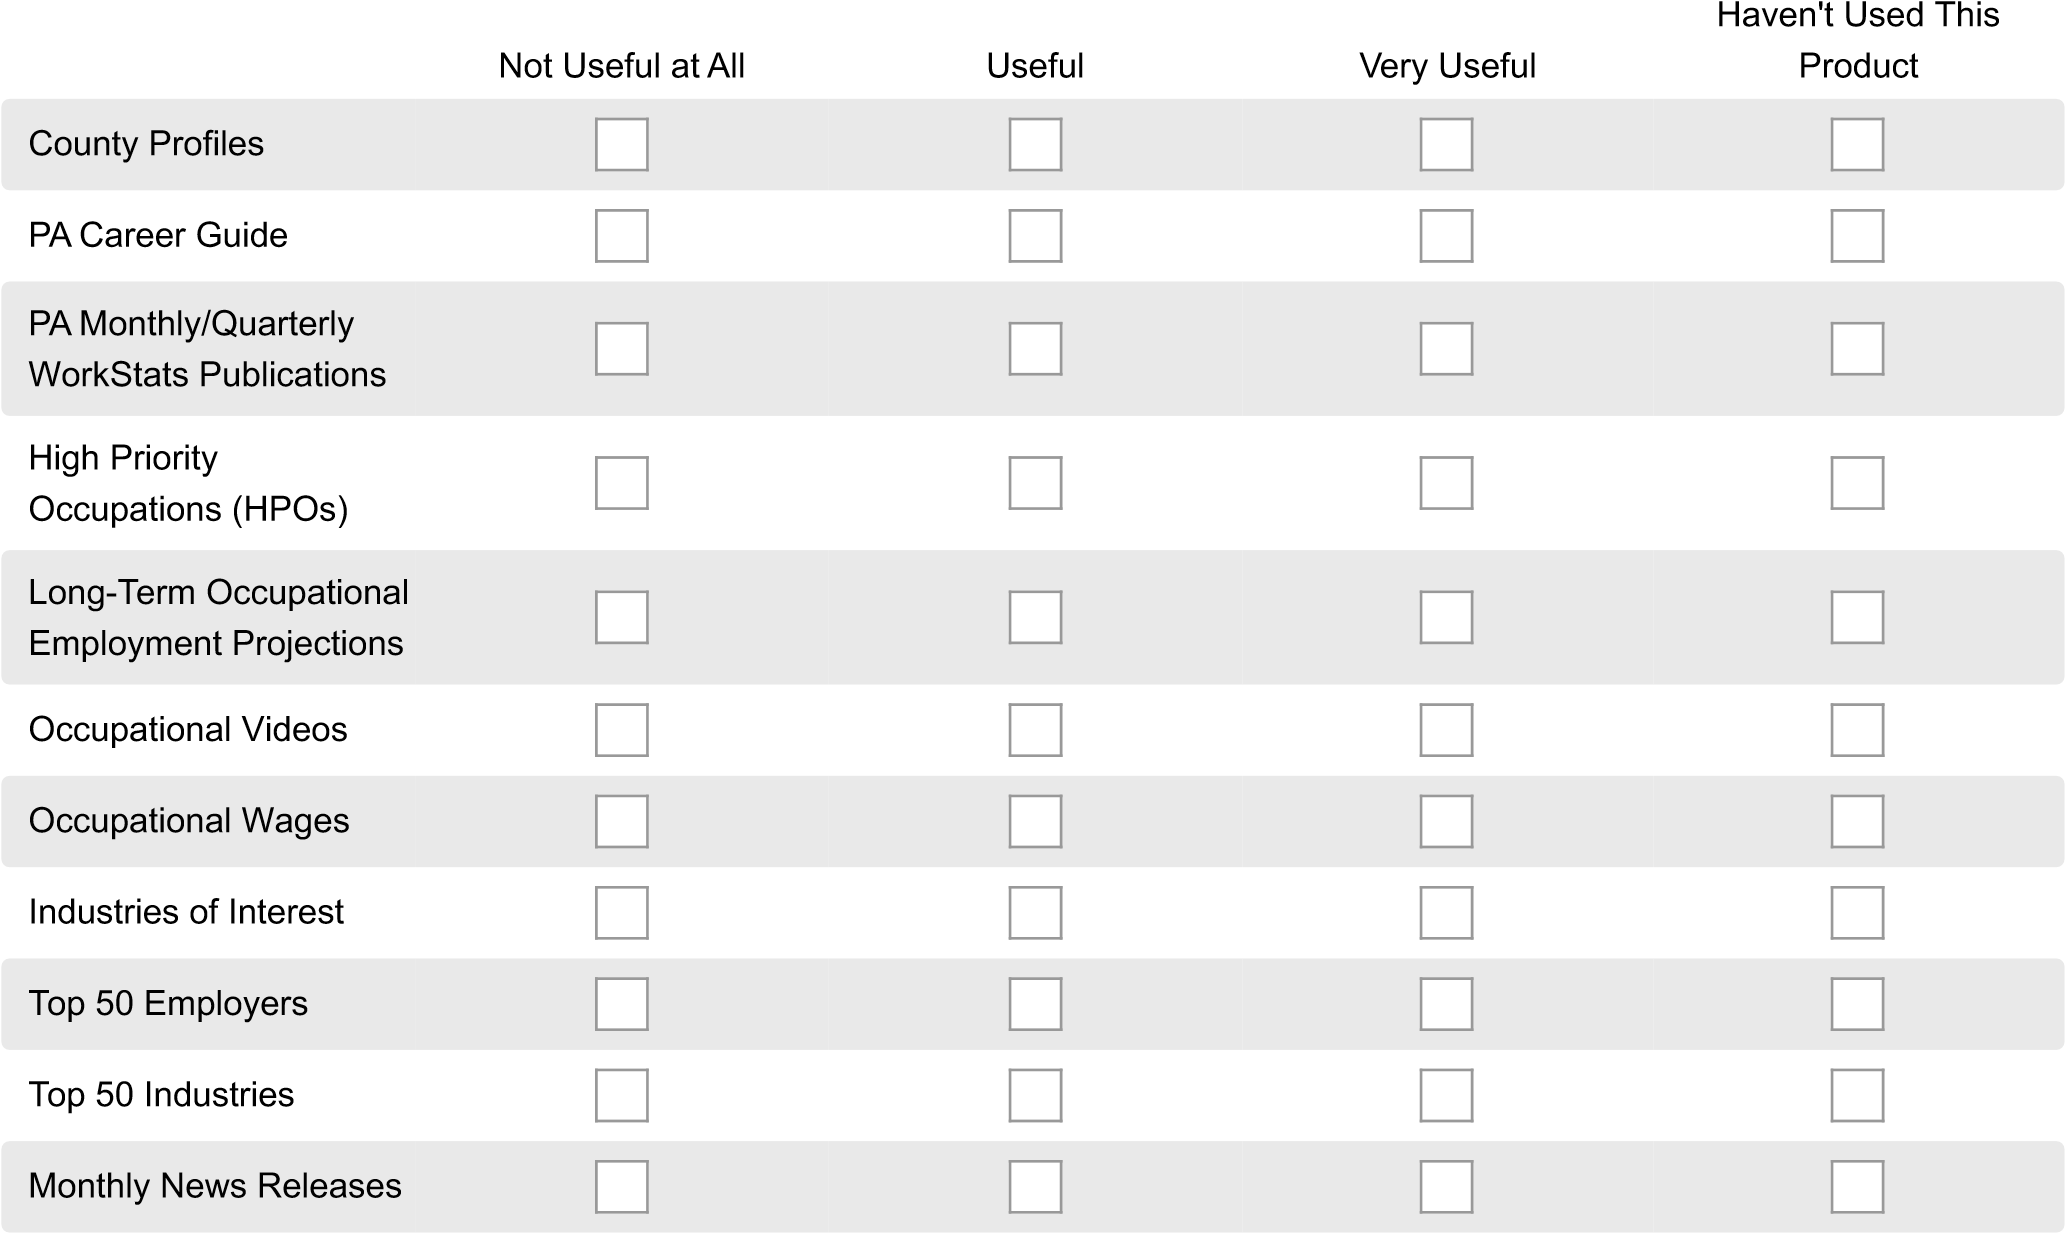 Haven't Used This
Not Useful at All Useful Very Useful Product
County Profiles
PA Career Guide
PA Monthly/Quarterly
WorkStats Publications
High Priority
Occupations (HPOs)
Long-Term Occupational
Employment Projections
Occupational Videos
Occupational Wages
Industries of Interest
Top 50 Employers
Top 50 Industries
Monthly News Releases